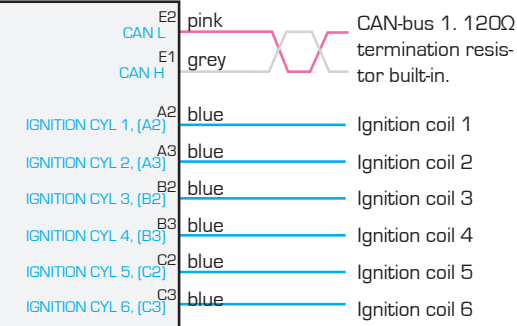 E2 pink CAN-bus 1. 120Ω
CAN L termination resis-
E1 grey tor built-in.
CAN H
A2 blue
IGNITION CYL 1, (A2) Ignition coil 1
A3 blue
IGNITION CYL 2, (A3) Ignition coil 2
B2 blue
IGNITION CYL 3, (B2) Ignition coil 3
B3 blue
IGNITION CYL 4, (B3) Ignition coil 4
C2 blue
IGNITION CYL 5, (C2) Ignition coil 5
C3 blue
IGNITION CYL 6, (C3) Ignition coil 6